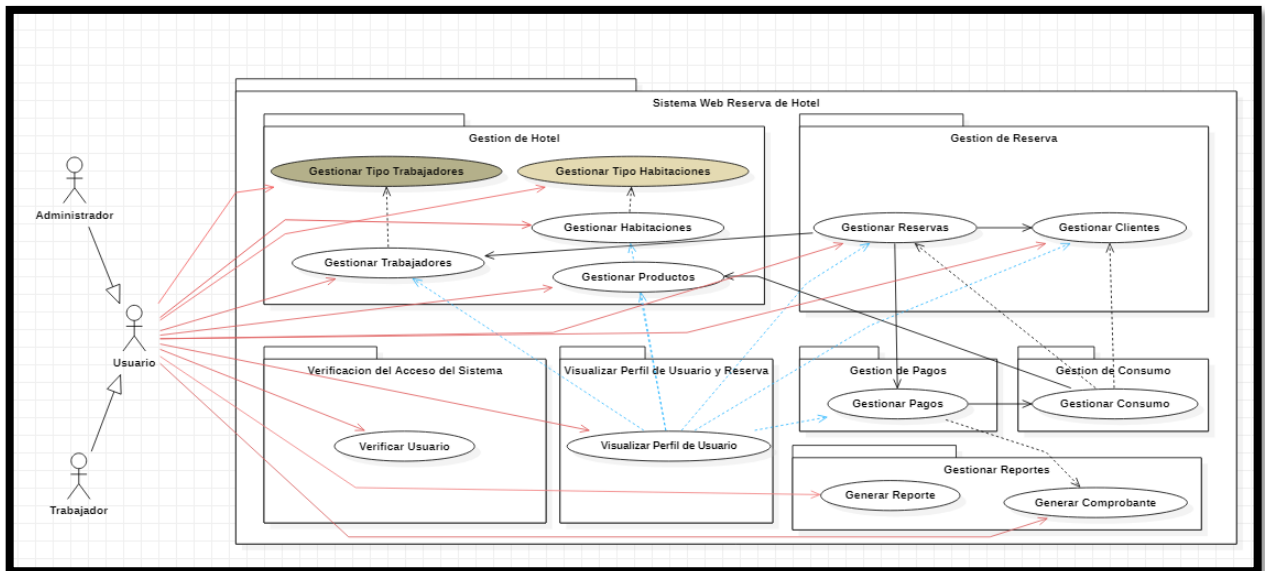 Sistema Web Reserva de Hotel
Gestion de Hotel
Gestion de Reserva
Gestionar Tipo Trabajadores
Gestionar Tipo Habitaciones
Administrador
Gestionar Habitaciones
Gestionar Reservas
Gestionar Clientes
Gestionar Trabajadores
Gestionar Productos
Usuario
Verificacion del Acceso del Sistema
Visualizar Perfil de Usuario y Reserva
Gestion de Pagos
Gestion de Consumo
Gestionar Pagos
Gestionar Consumo
Verificar Usuario
Visualizar Perfil de Usuario
Gestionar Reportes
Trabajador
Generar Reporte
Generar Comprobante